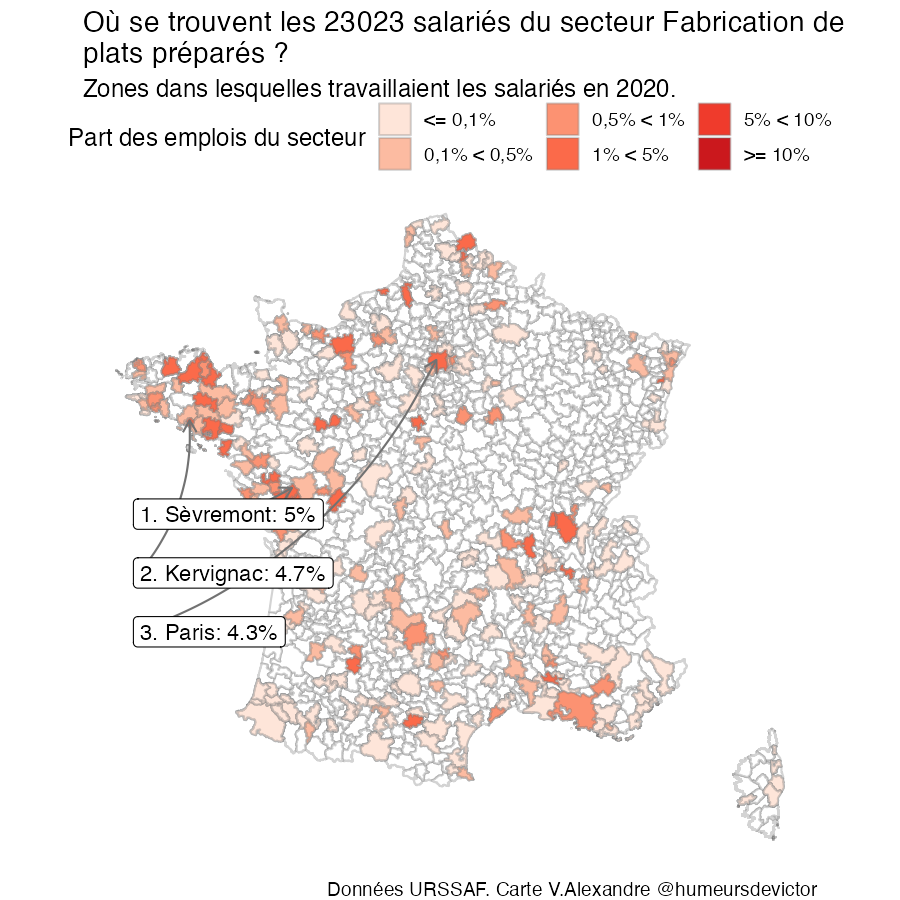 Où se trouvent les 23023 salariés du secteur Fabrication de
plats préparés ?
Zones dans lesquelles travaillaient les salariés en 2020.
Part des emplois du secteur
<= 0,1%
0,1% < 0,5%
0,5% < 1%
1% < 5%
5% < 10%
>= 10%
1. Sèvremont: 5%
2. Kervignac: 4.7%
3. Paris: 4.3%
Données URSSAF. Carte V.Alexandre @humeursdevictor